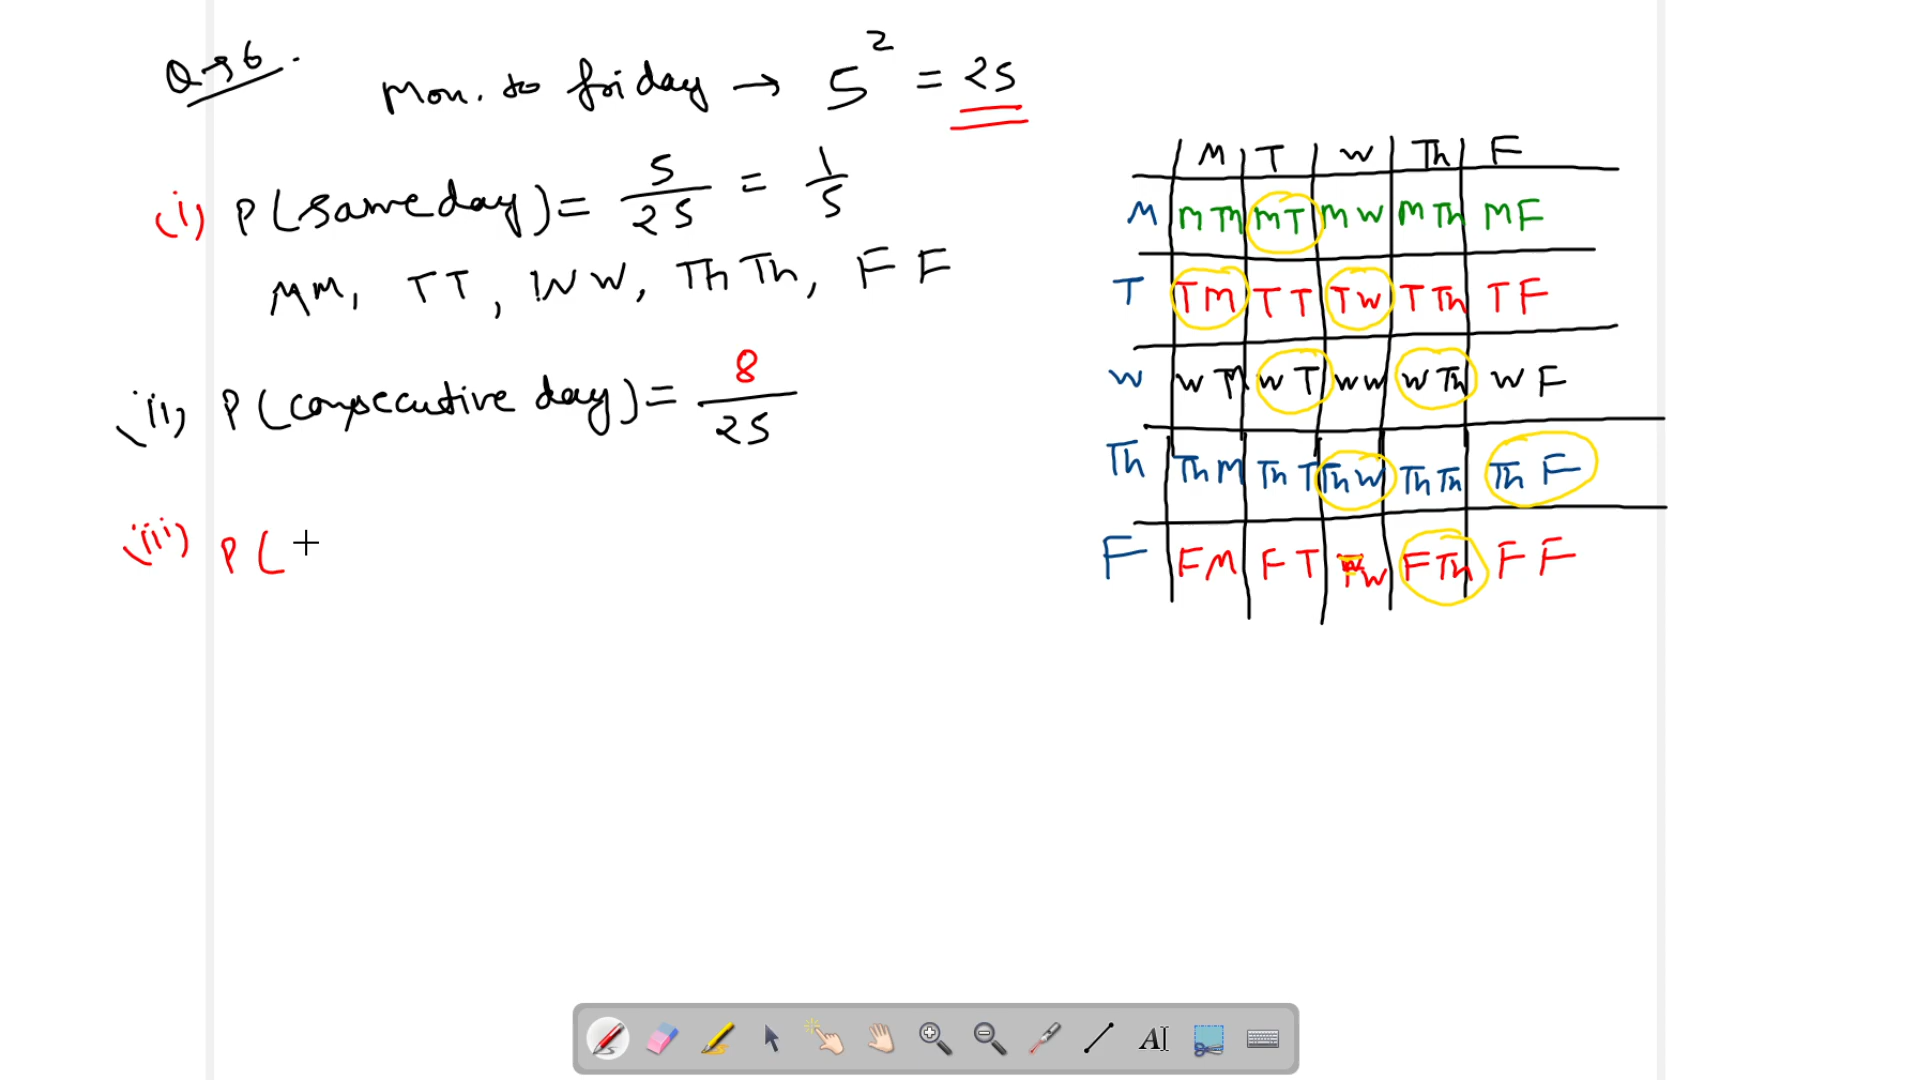 Q→6.
Mon. to friday → 5² = 25
(i) P(same day) = 5/25 = 1/5
MM, TT, WW, Th Th, F F
(ii) P(consecutive day) = 8/25
(iii) P(
M T W Th F
M MM MT MW MTh MF
T TM TT TW TTh TF
W WM WT WW WTh WF
Th ThM ThT ThW ThTh ThF
F FM FT FW FTh FF
AI